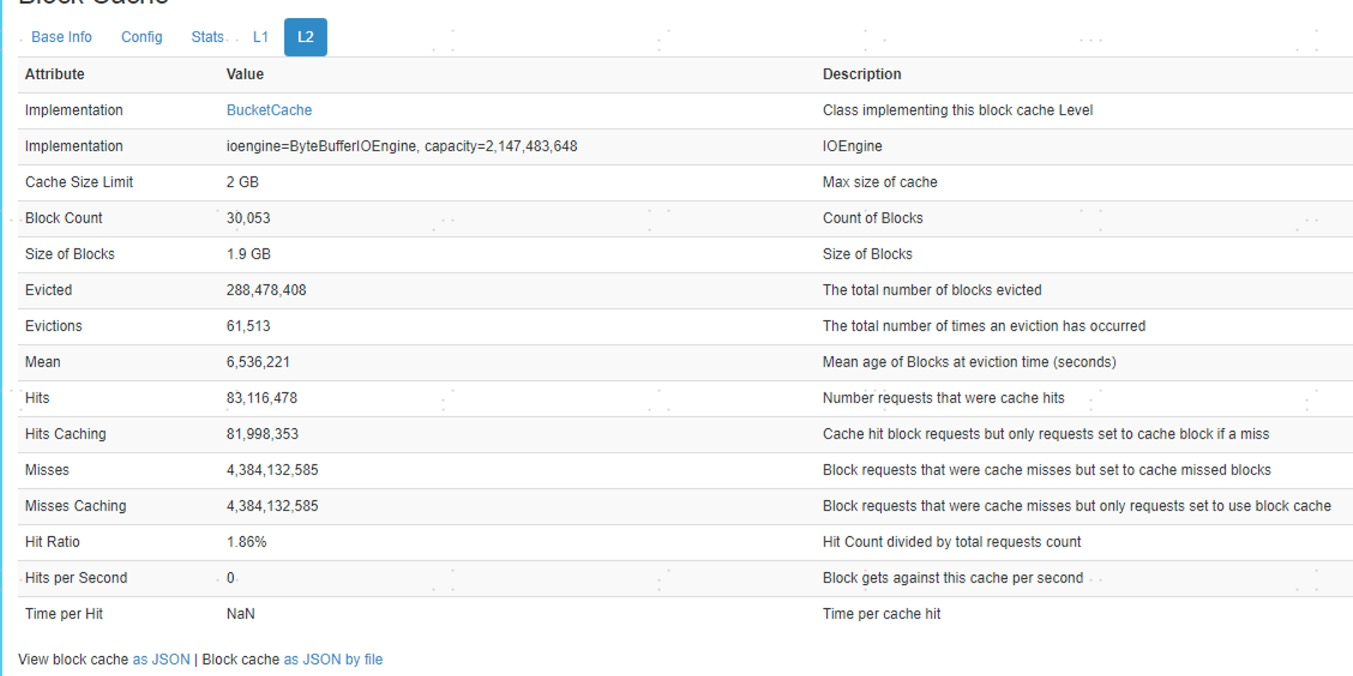 Block Cache
Base Info Config Stats L1 L2
Attribute Value Description
Implementation BucketCache Class implementing this block cache Level
Implementation ioengine=ByteBufferIOEngine, capacity=2,147,483,648 IOEngine
Cache Size Limit 2 GB Max size of cache
Block Count 30,053 Count of Blocks
Size of Blocks 1.9 GB Size of Blocks
Evicted 288,478,408 The total number of blocks evicted
Evictions 61,513 The total number of times an eviction has occurred
Mean 6,536,221 Mean age of Blocks at eviction time (seconds)
Hits 83,116,478 Number requests that were cache hits
Hits Caching 81,998,353 Cache hit block requests but only requests set to cache block if a miss
Misses 4,384,132,585 Block requests that were cache misses but set to cache missed blocks
Misses Caching 4,384,132,585 Block requests that were cache misses but only requests set to use block cache
Hit Ratio 1.86% Hit Count divided by total requests count
Hits per Second 0 Block gets against this cache per second
Time per Hit NaN Time per cache hit
View block cache as JSON | Block cache as JSON by file